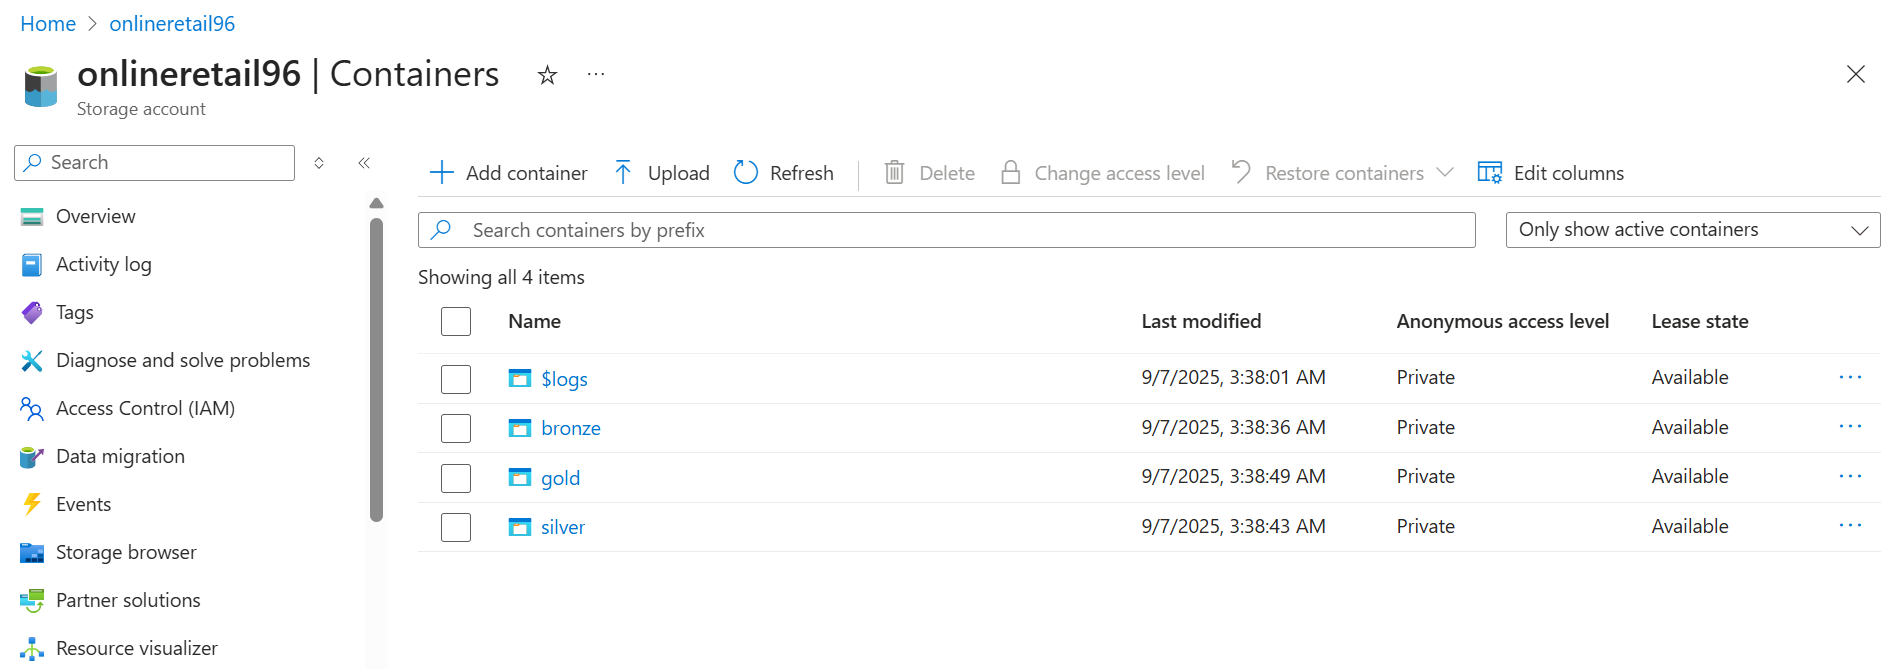 Home > onlineretail96
onlineretail96 | Containers
Storage account
Search
Overview
Activity log
Tags
Diagnose and solve problems
Access Control (IAM)
Data migration
Events
Storage browser
Partner solutions
Resource visualizer
Add container Upload Refresh Delete Change access level Restore containers Edit columns
Search containers by prefix Only show active containers
Showing all 4 items
Name Last modified Anonymous access level Lease state
$logs 9/7/2025, 3:38:01 AM Private Available
bronze 9/7/2025, 3:38:36 AM Private Available
gold 9/7/2025, 3:38:49 AM Private Available
silver 9/7/2025, 3:38:43 AM Private Available